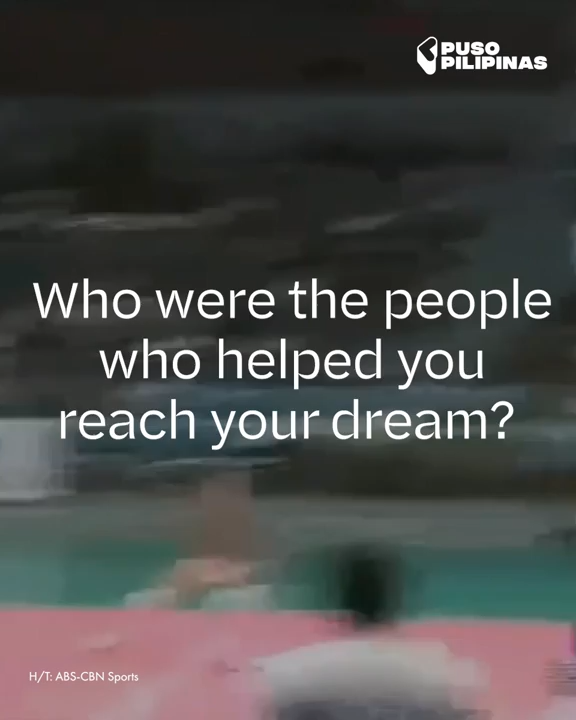 PUSO
PILIPINAS
Who were the people
who helped you
reach your dream?
H/T: ABS-CBN Sports